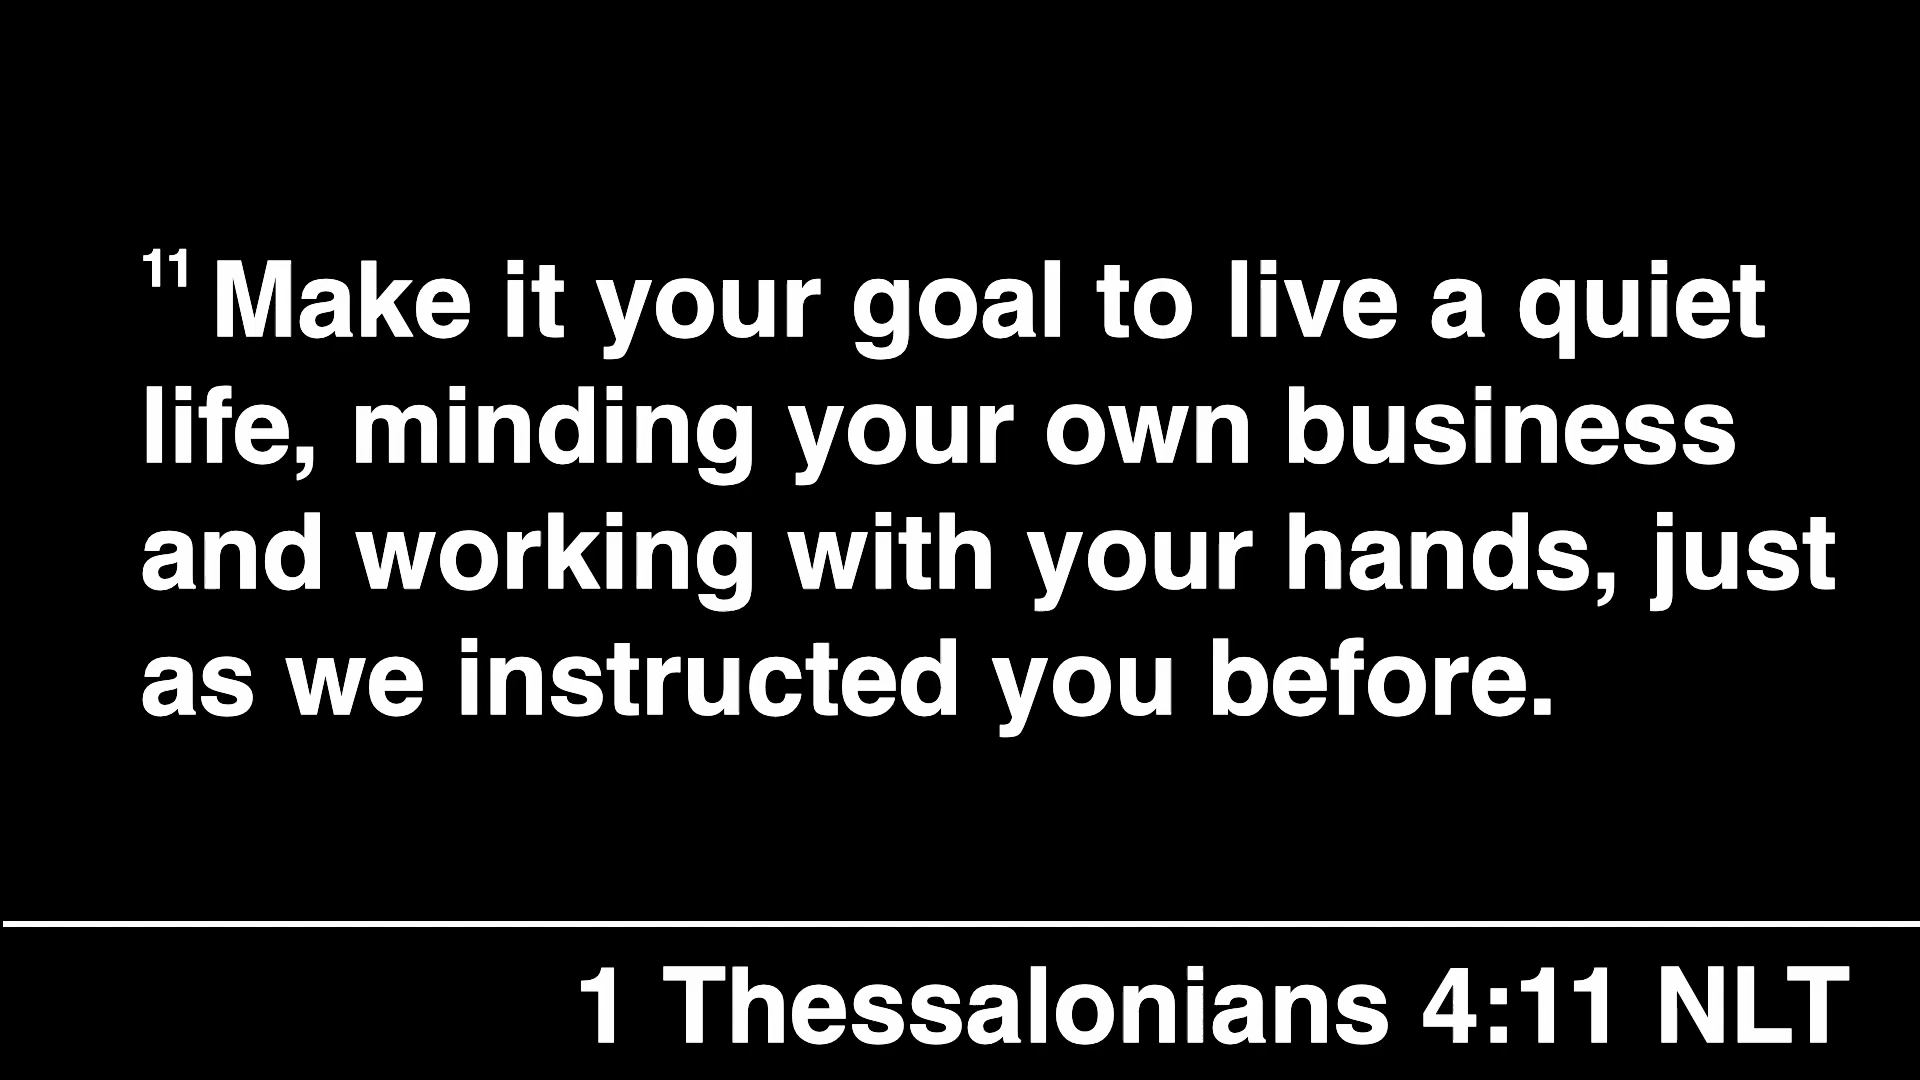 11 Make it your goal to live a quiet
life, minding your own business
and working with your hands, just
as we instructed you before.
1 Thessalonians 4:11 NLT